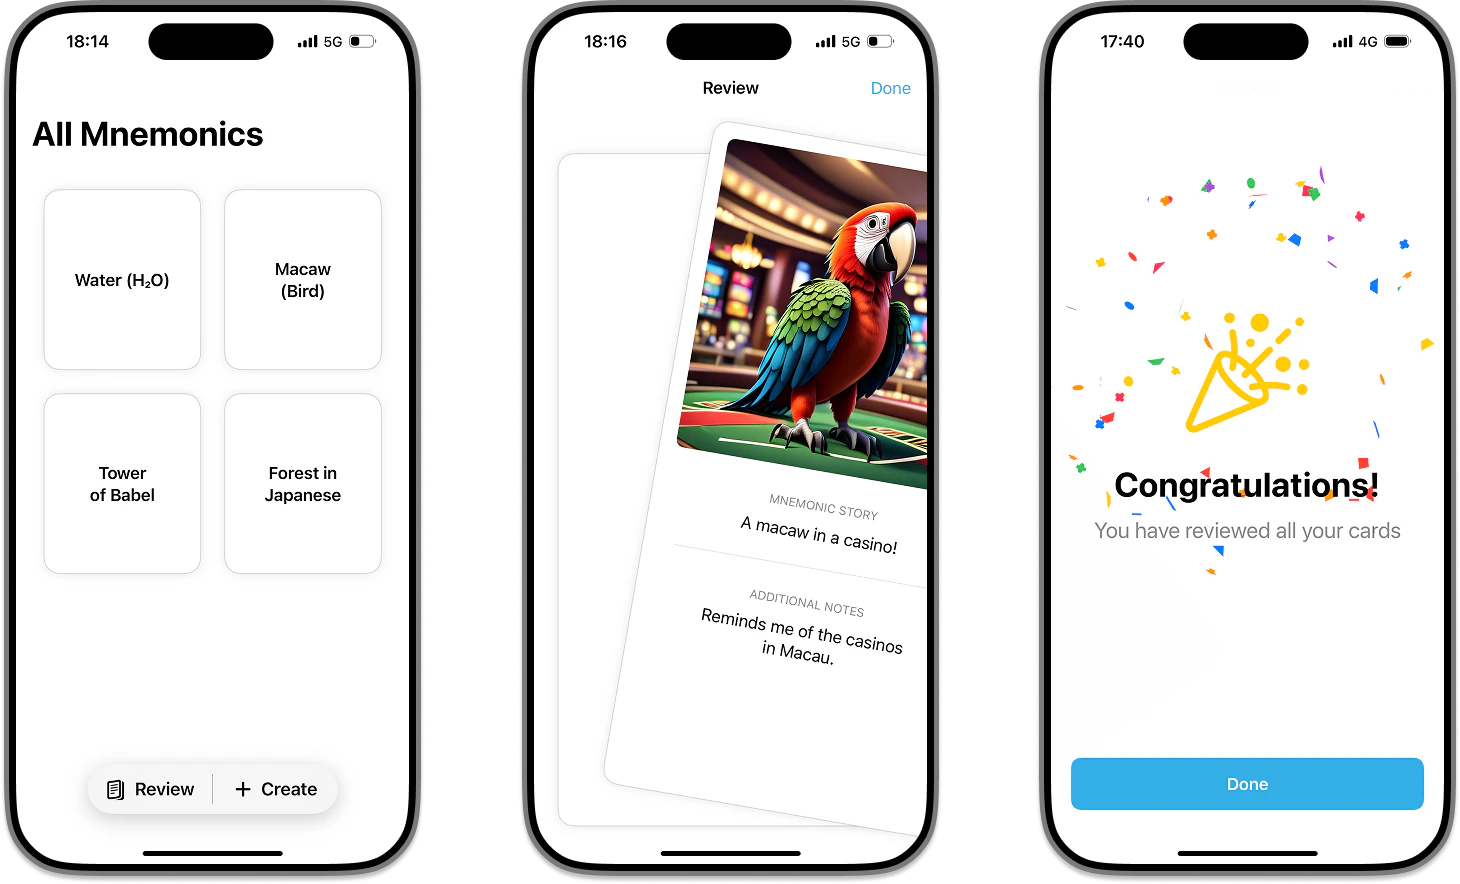 18:14
5G
All Mnemonics
Water (H₂O)
Macaw
(Bird)
Tower
of Babel
Forest in
Japanese
Review
Create
18:16
5G
Review
Done
MNEMONIC STORY
A macaw in a casino!
ADDITIONAL NOTES
Reminds me of the casinos
in Macau.
17:40
4G
Congratulations!
You have reviewed all your cards
Done